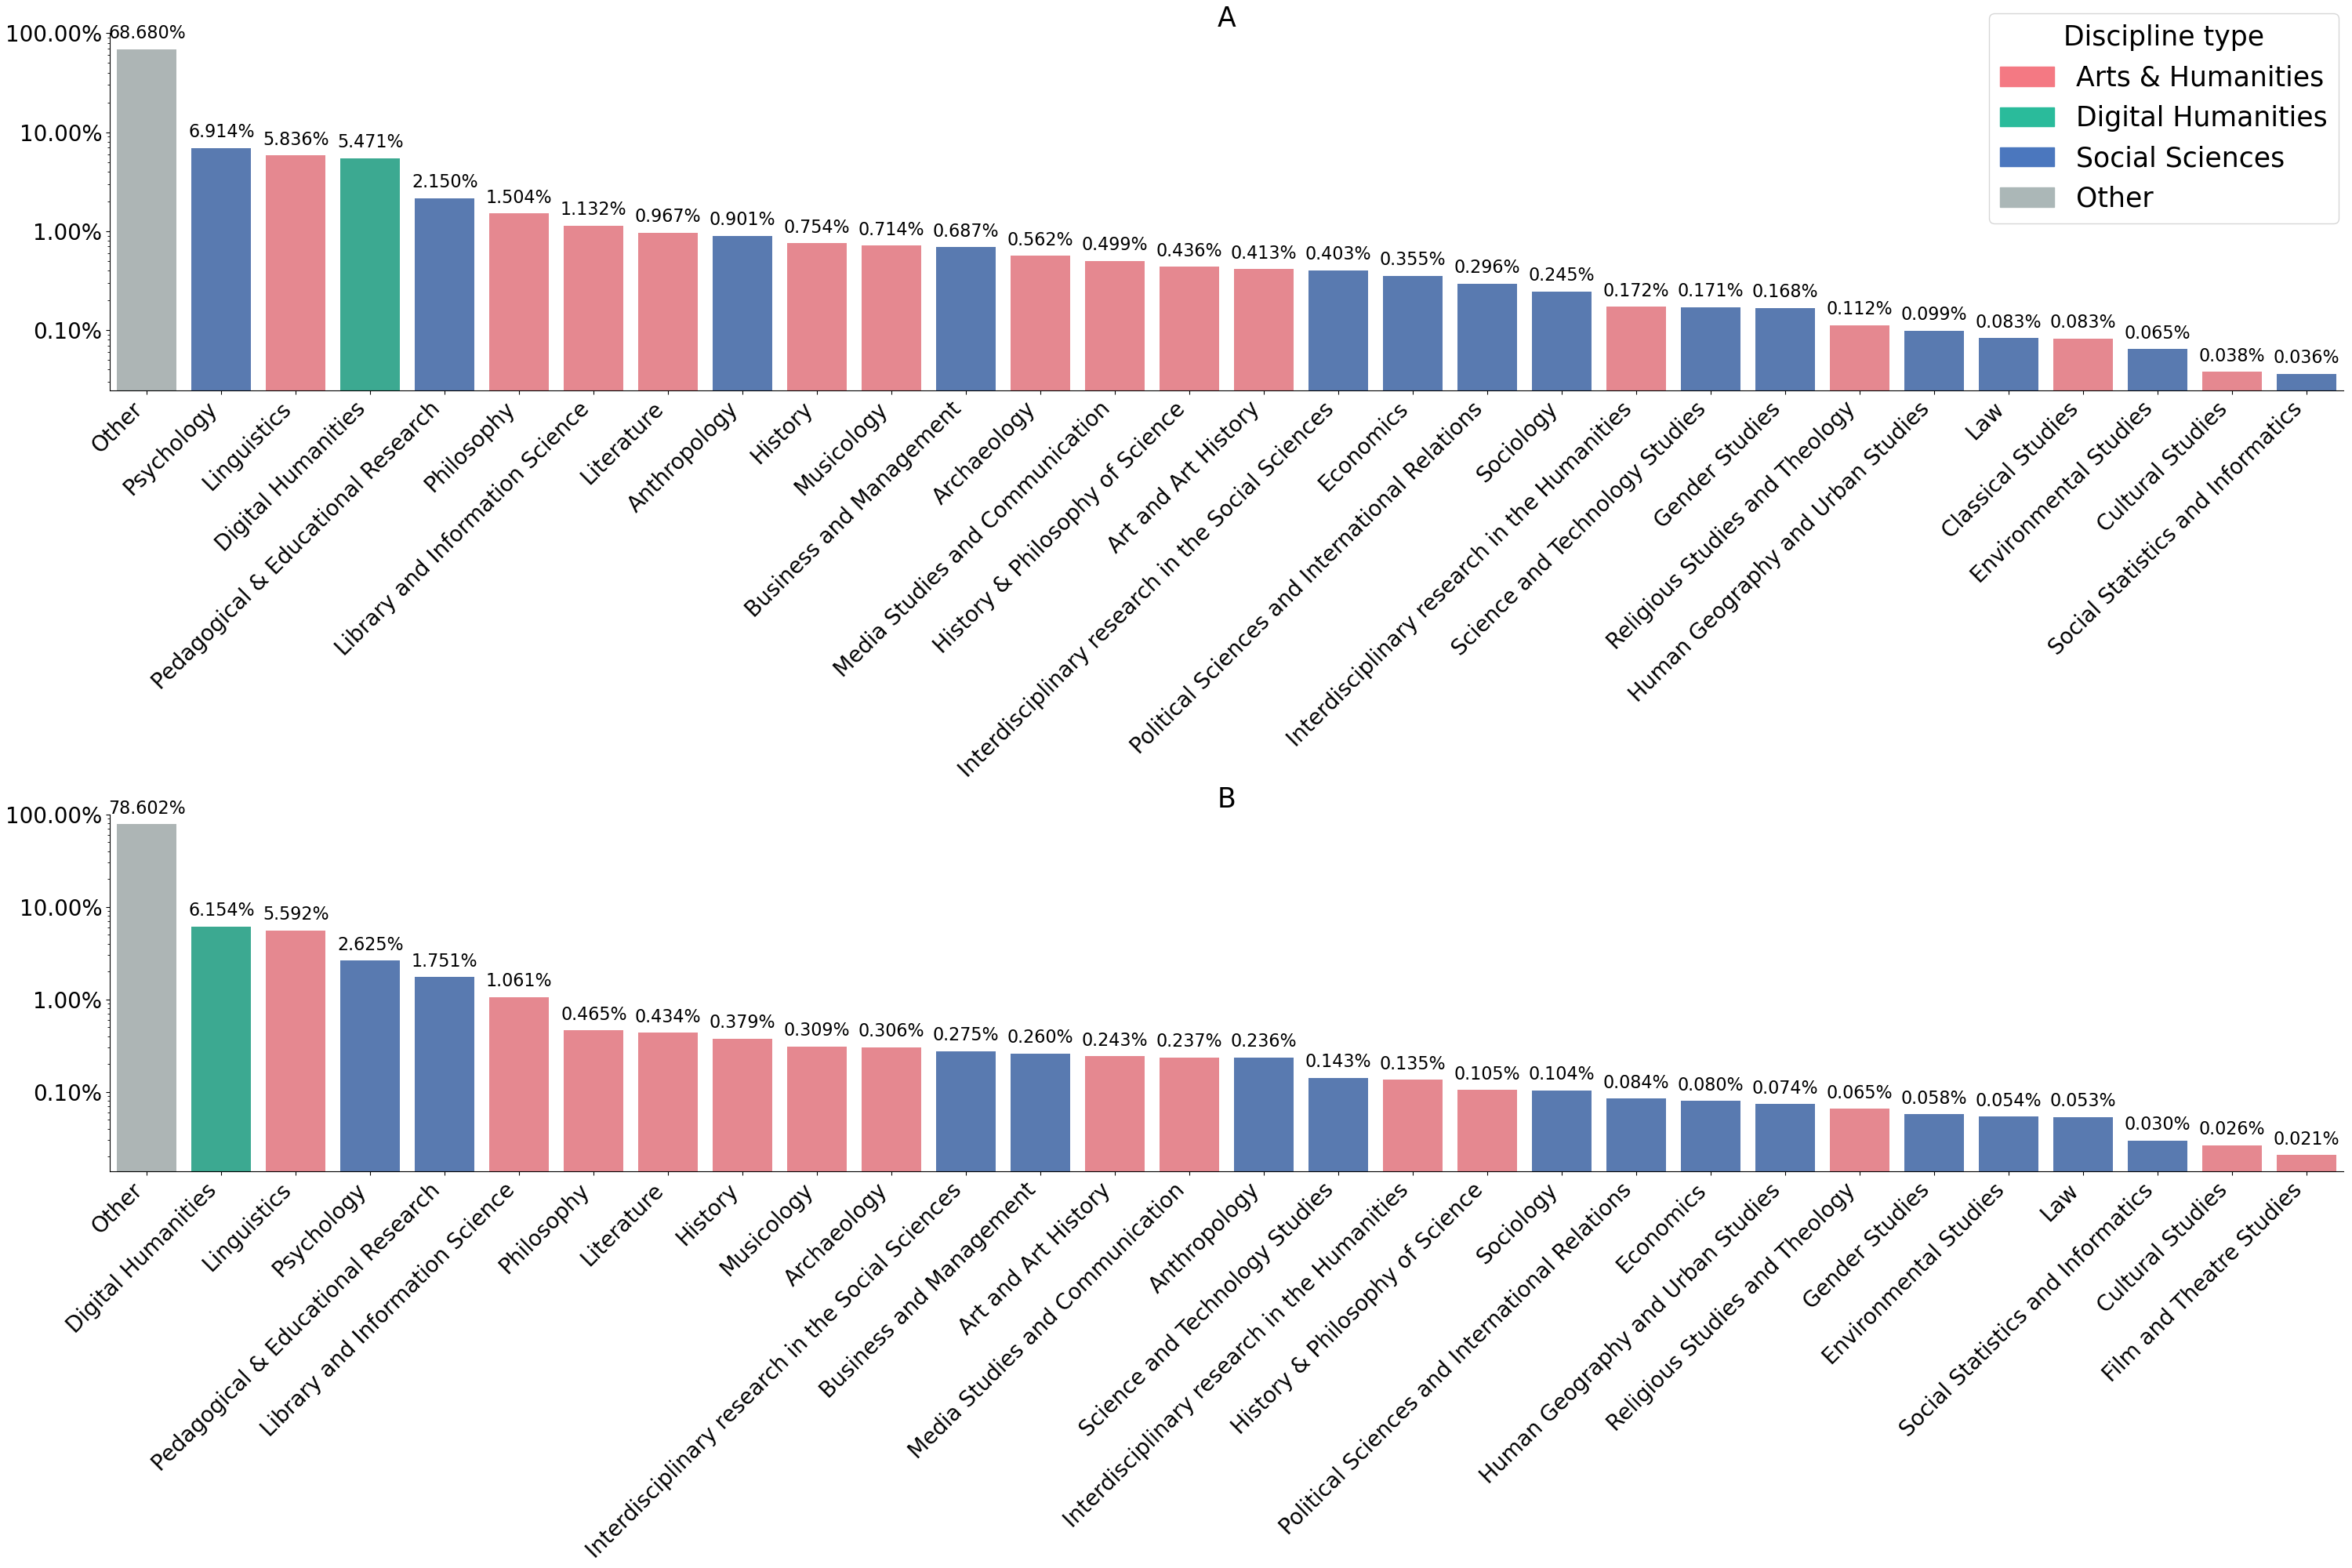 A
Discipline type
Arts & Humanities
Digital Humanities
Social Sciences
Other
100.00%
10.00%
1.00%
0.10%
68.680%
6.914%
5.836%
5.471%
2.150%
1.504%
1.132%
0.967%
0.901%
0.754%
0.714%
0.687%
0.562%
0.499%
0.436%
0.413%
0.403%
0.355%
0.296%
0.245%
0.172%
0.171%
0.168%
0.112%
0.099%
0.083%
0.083%
0.065%
0.038%
0.036%
Other
Psychology
Linguistics
Digital Humanities
Pedagogical & Educational Research
Philosophy
Library and Information Science
Literature
Anthropology
History
Musicology
Business and Management
Archaeology
Media Studies and Communication
History & Philosophy of Science
Art and Art History
Interdisciplinary research in the Social Sciences
Economics
Political Sciences and International Relations
Sociology
Interdisciplinary research in the Humanities
Science and Technology Studies
Gender Studies
Religious Studies and Theology
Human Geography and Urban Studies
Law
Classical Studies
Environmental Studies
Cultural Studies
Social Statistics and Informatics
B
100.00%
10.00%
1.00%
0.10%
78.602%
6.154%
5.592%
2.625%
1.751%
1.061%
0.465%
0.434%
0.379%
0.309%
0.306%
0.275%
0.260%
0.243%
0.237%
0.236%
0.143%
0.135%
0.105%
0.104%
0.084%
0.080%
0.074%
0.065%
0.058%
0.054%
0.053%
0.030%
0.026%
0.021%
Other
Digital Humanities
Linguistics
Psychology
Pedagogical & Educational Research
Library and Information Science
Philosophy
Literature
History
Musicology
Archaeology
Interdisciplinary research in the Social Sciences
Business and Management
Art and Art History
Media Studies and Communication
Anthropology
Science and Technology Studies
Interdisciplinary research in the Humanities
History & Philosophy of Science
Sociology
Political Sciences and International Relations
Economics
Human Geography and Urban Studies
Religious Studies and Theology
Gender Studies
Environmental Studies
Law
Social Statistics and Informatics
Cultural Studies
Film and Theatre Studies